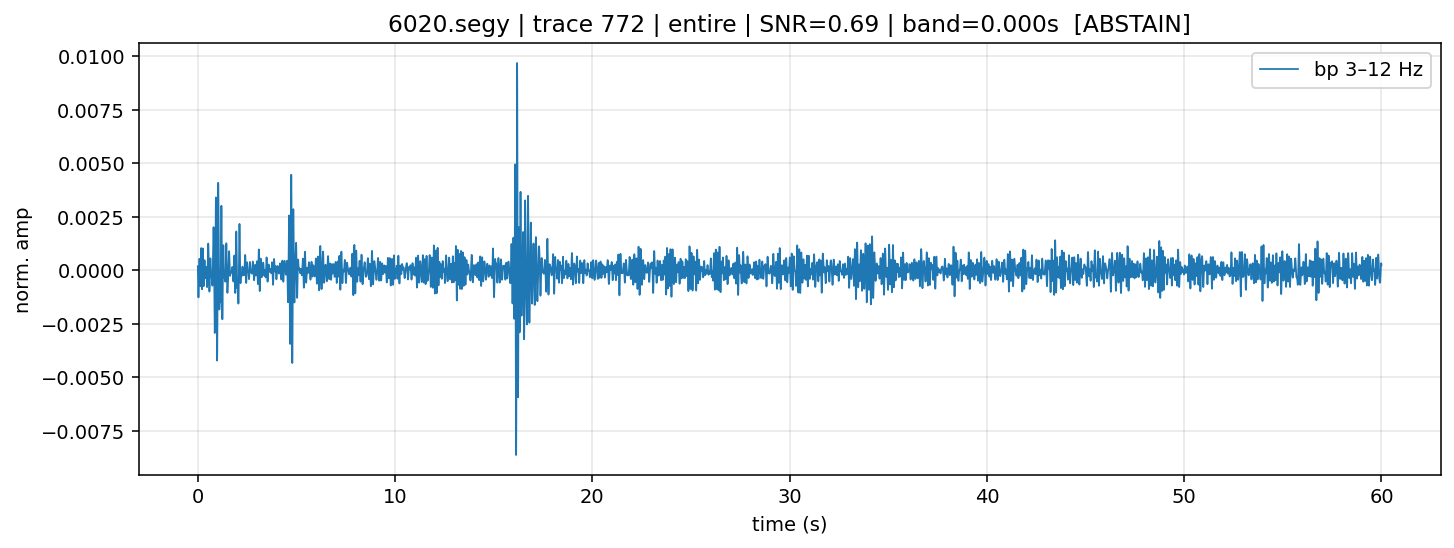 6020.segy | trace 772 | entire | SNR=0.69 | band=0.000s  [ABSTAIN]
bp 3–12 Hz
norm. amp
0.0100
0.0075
0.0050
0.0025
0.0000
−0.0025
−0.0050
−0.0075
0 10 20 30 40 50 60
time (s)